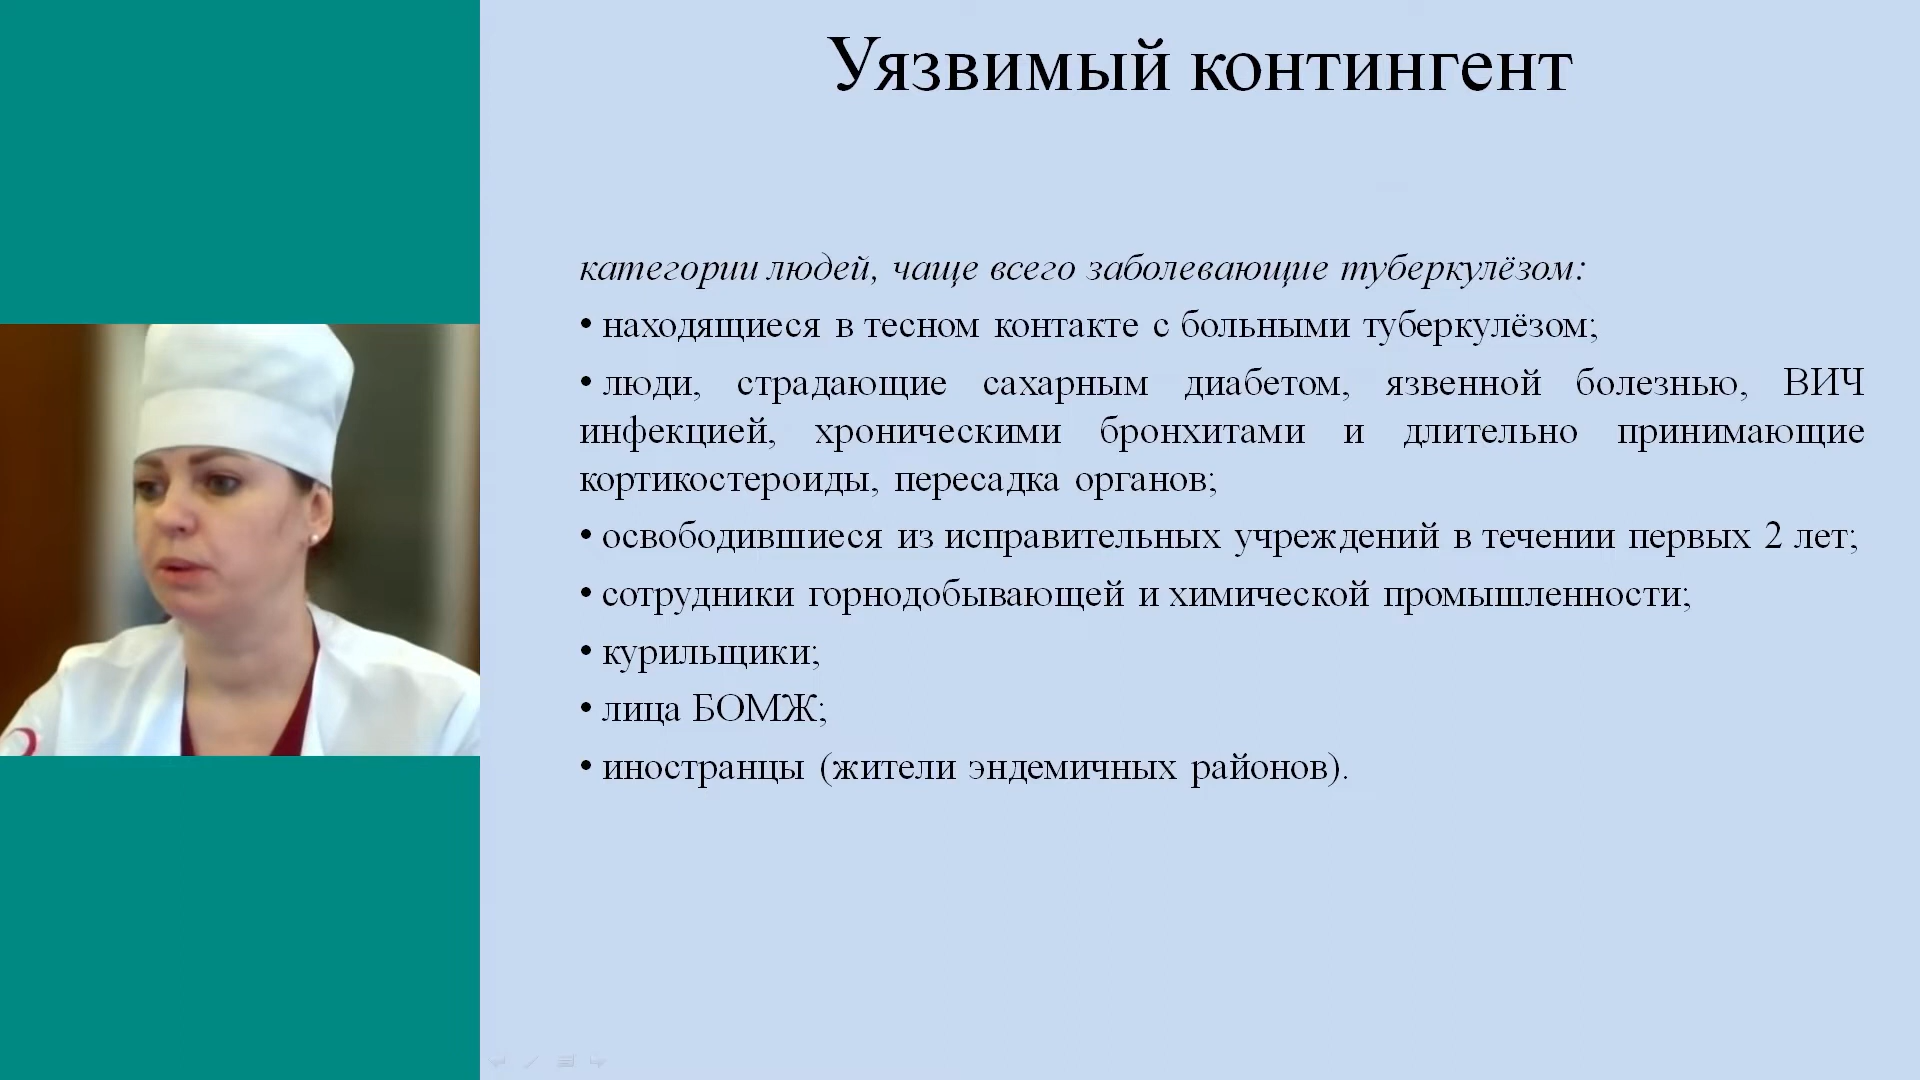 Уязвимый контингент
категории людей, чаще всего заболевающие туберкулёзом:
• находящиеся в тесном контакте с больными туберкулёзом;
• люди, страдающие сахарным диабетом, язвенной болезнью, ВИЧ
инфекцией, хроническими бронхитами и длительно принимающие
кортикостероиды, пересадка органов;
• освободившиеся из исправительных учреждений в течении первых 2 лет;
• сотрудники горнодобывающей и химической промышленности;
• курильщики;
• лица БОМЖ;
• иностранцы (жители эндемичных районов).